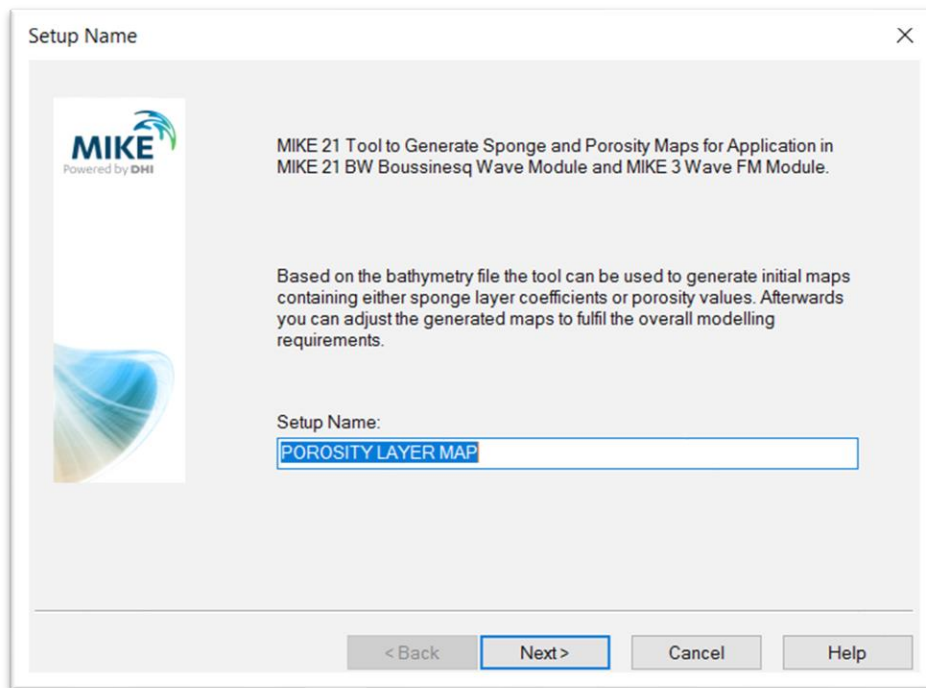 Setup Name
MIKE
Powered by DHI
MIKE 21 Tool to Generate Sponge and Porosity Maps for Application in
MIKE 21 BW Boussinesq Wave Module and MIKE 3 Wave FM Module.
Based on the bathymetry file the tool can be used to generate initial maps
containing either sponge layer coefficients or porosity values. Afterwards
you can adjust the generated maps to fulfil the overall modelling
requirements.
Setup Name:
POROSITY LAYER MAP
< Back
Next >
Cancel
Help